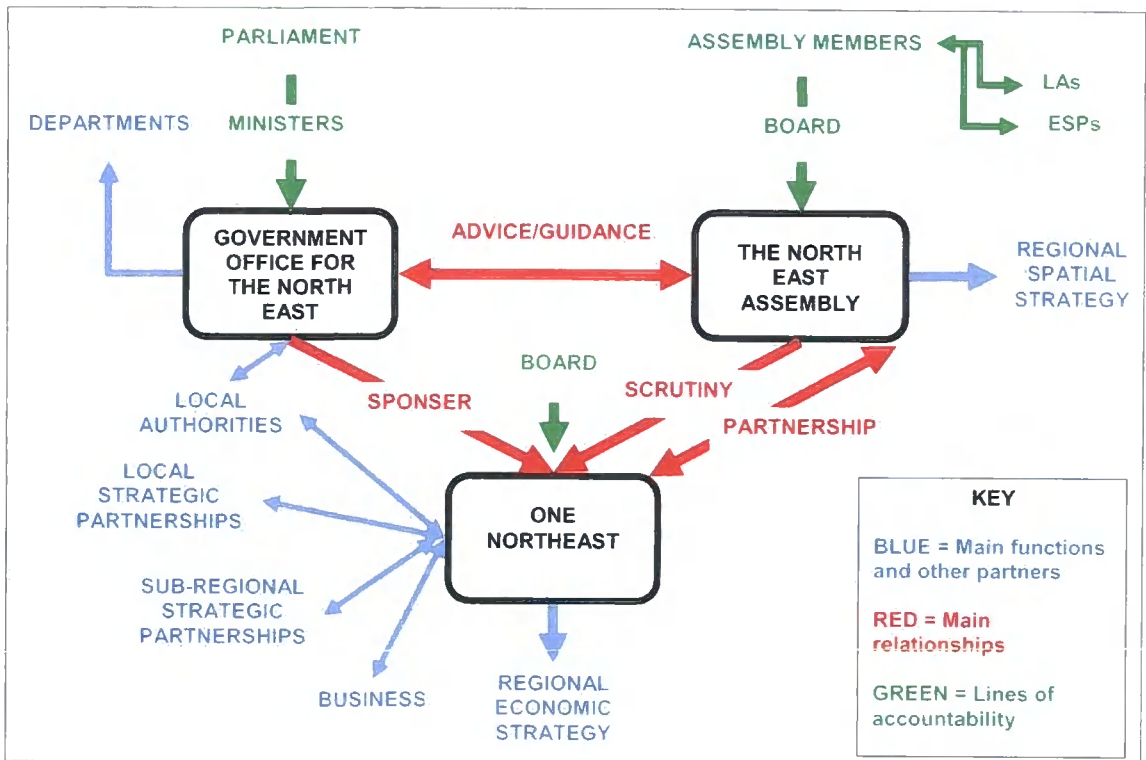 PARLIAMENT
ASSEMBLY MEMBERS
LAs
ESPs
DEPARTMENTS
MINISTERS
BOARD
GOVERNMENT
OFFICE FOR
THE NORTH
EAST
ADVICE/GUIDANCE
THE NORTH
EAST
ASSEMBLY
REGIONAL
SPATIAL
STRATEGY
LOCAL
AUTHORITIES
SPONSER
BOARD
SCRUTINY
PARTNERSHIP
LOCAL
STRATEGIC
PARTNERSHIPS
ONE
NORTHEAST
SUB-REGIONAL
STRATEGIC
PARTNERSHIPS
BUSINESS
REGIONAL
ECONOMIC
STRATEGY
KEY
BLUE = Main functions
and other partners
RED = Main
relationships
GREEN = Lines of
accountability